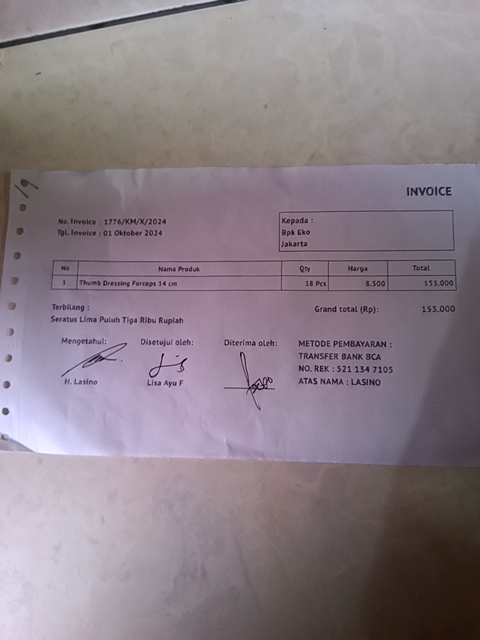 19
INVOICE
No. Invoice : 1776/KM/X/2024
Tgl. Invoice : 01 Oktober 2024
Kepada :
Bpk Eko
Jakarta
No Nama Produk Qty Harga Total
1 Thumb Dressing Forceps 14 cm 18 Pcs 8.500 153.000
Terbilang :
Seratus Lima Puluh Tiga Ribu Rupiah
Grand total (Rp): 153.000
Mengetahui: Disetujui oleh: Diterima oleh:
H. Lasino Lisa Ayu F
METODE PEMBAYARAN :
TRANSFER BANK BCA
NO. REK : 521 134 7105
ATAS NAMA : LASINO